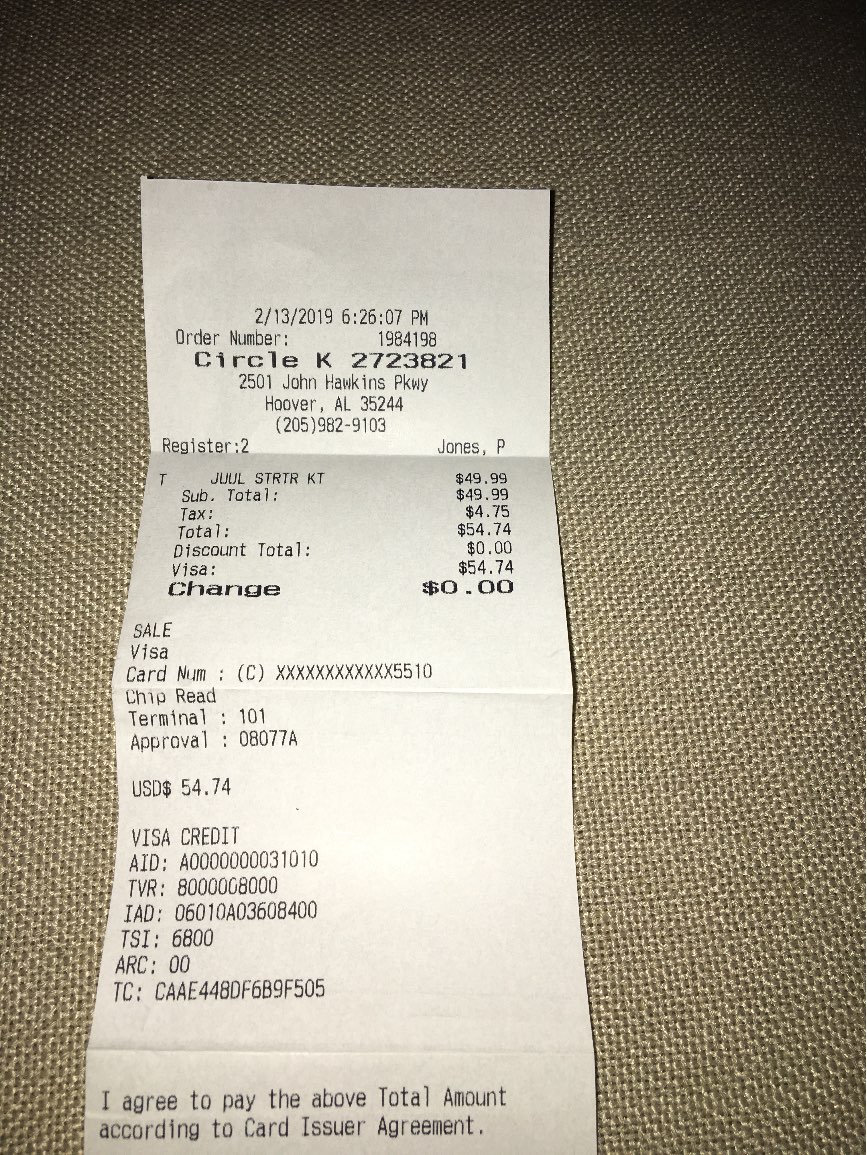 2/13/2019 6:26:07 PM
Order Number: 1984198
Circle K 2723821
2501 John Hawkins Pkwy
Hoover, AL 35244
(205)982-9103
Register:2 Jones, P
T JUUL STRTR KT $49.99
Sub. Total: $49.99
Tax: $4.75
Total: $54.74
Discount Total: $0.00
Visa: $54.74
Change $0.00
SALE
Visa
Card Num : (C) XXXXXXXXXXXX5510
Chip Read
Terminal : 101
Approval : 08077A
USD$ 54.74
VISA CREDIT
AID: A0000000031010
TVR: 8000008000
IAD: 06010A03608400
TSI: 6800
ARC: 00
TC: CAAE448DF6B9F505
I agree to pay the above Total Amount
according to Card Issuer Agreement.